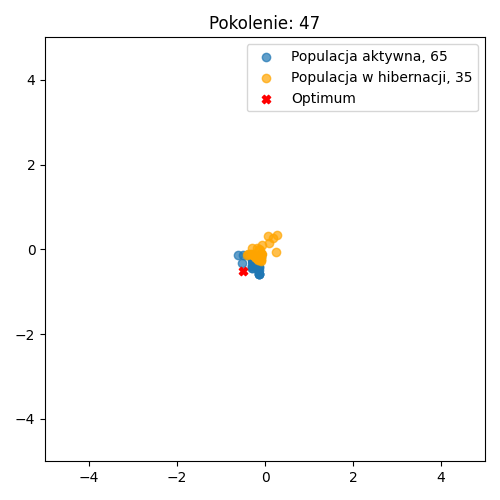 Pokolenie: 47
Populacja aktywna, 65
Populacja w hibernacji, 35
Optimum
4
2
0
−2
−4
−4 −2 0 2 4